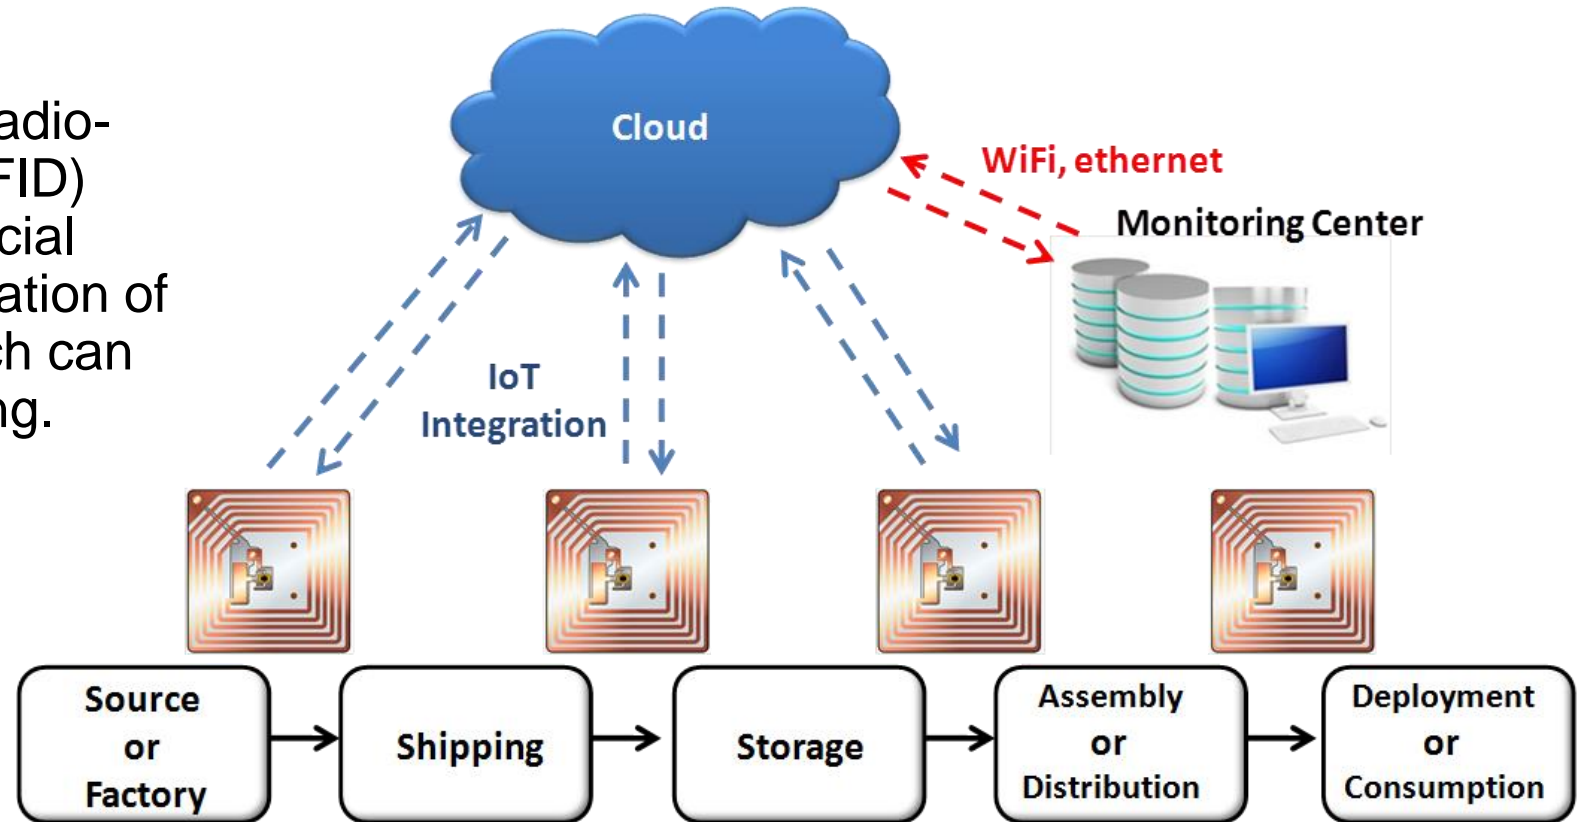 adio-
FID)
cial
ation of
ch can
ng.
Cloud
WiFi, ethernet
Monitoring Center
IoT
Integration
Source
or
Factory
Shipping
Storage
Assembly
or
Distribution
Deployment
or
Consumption